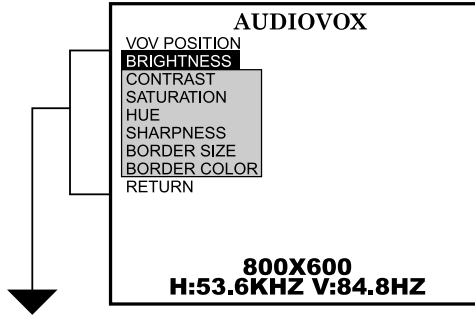 AUDIOVOX
VOV POSITION
BRIGHTNESS
CONTRAST
SATURATION
HUE
SHARPNESS
BORDER SIZE
BORDER COLOR
RETURN
800X600
H:53.6KHZ V:84.8HZ